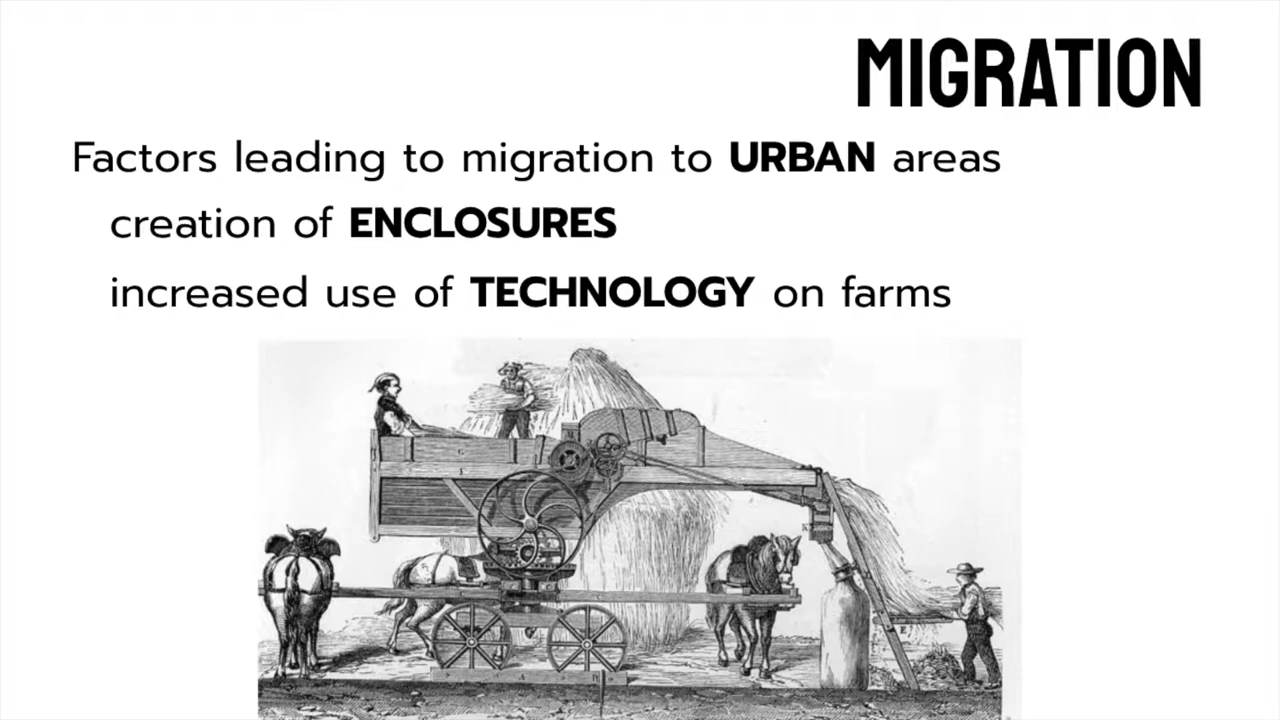 MIGRATION
Factors leading to migration to URBAN areas
creation of ENCLOSURES
increased use of TECHNOLOGY on farms